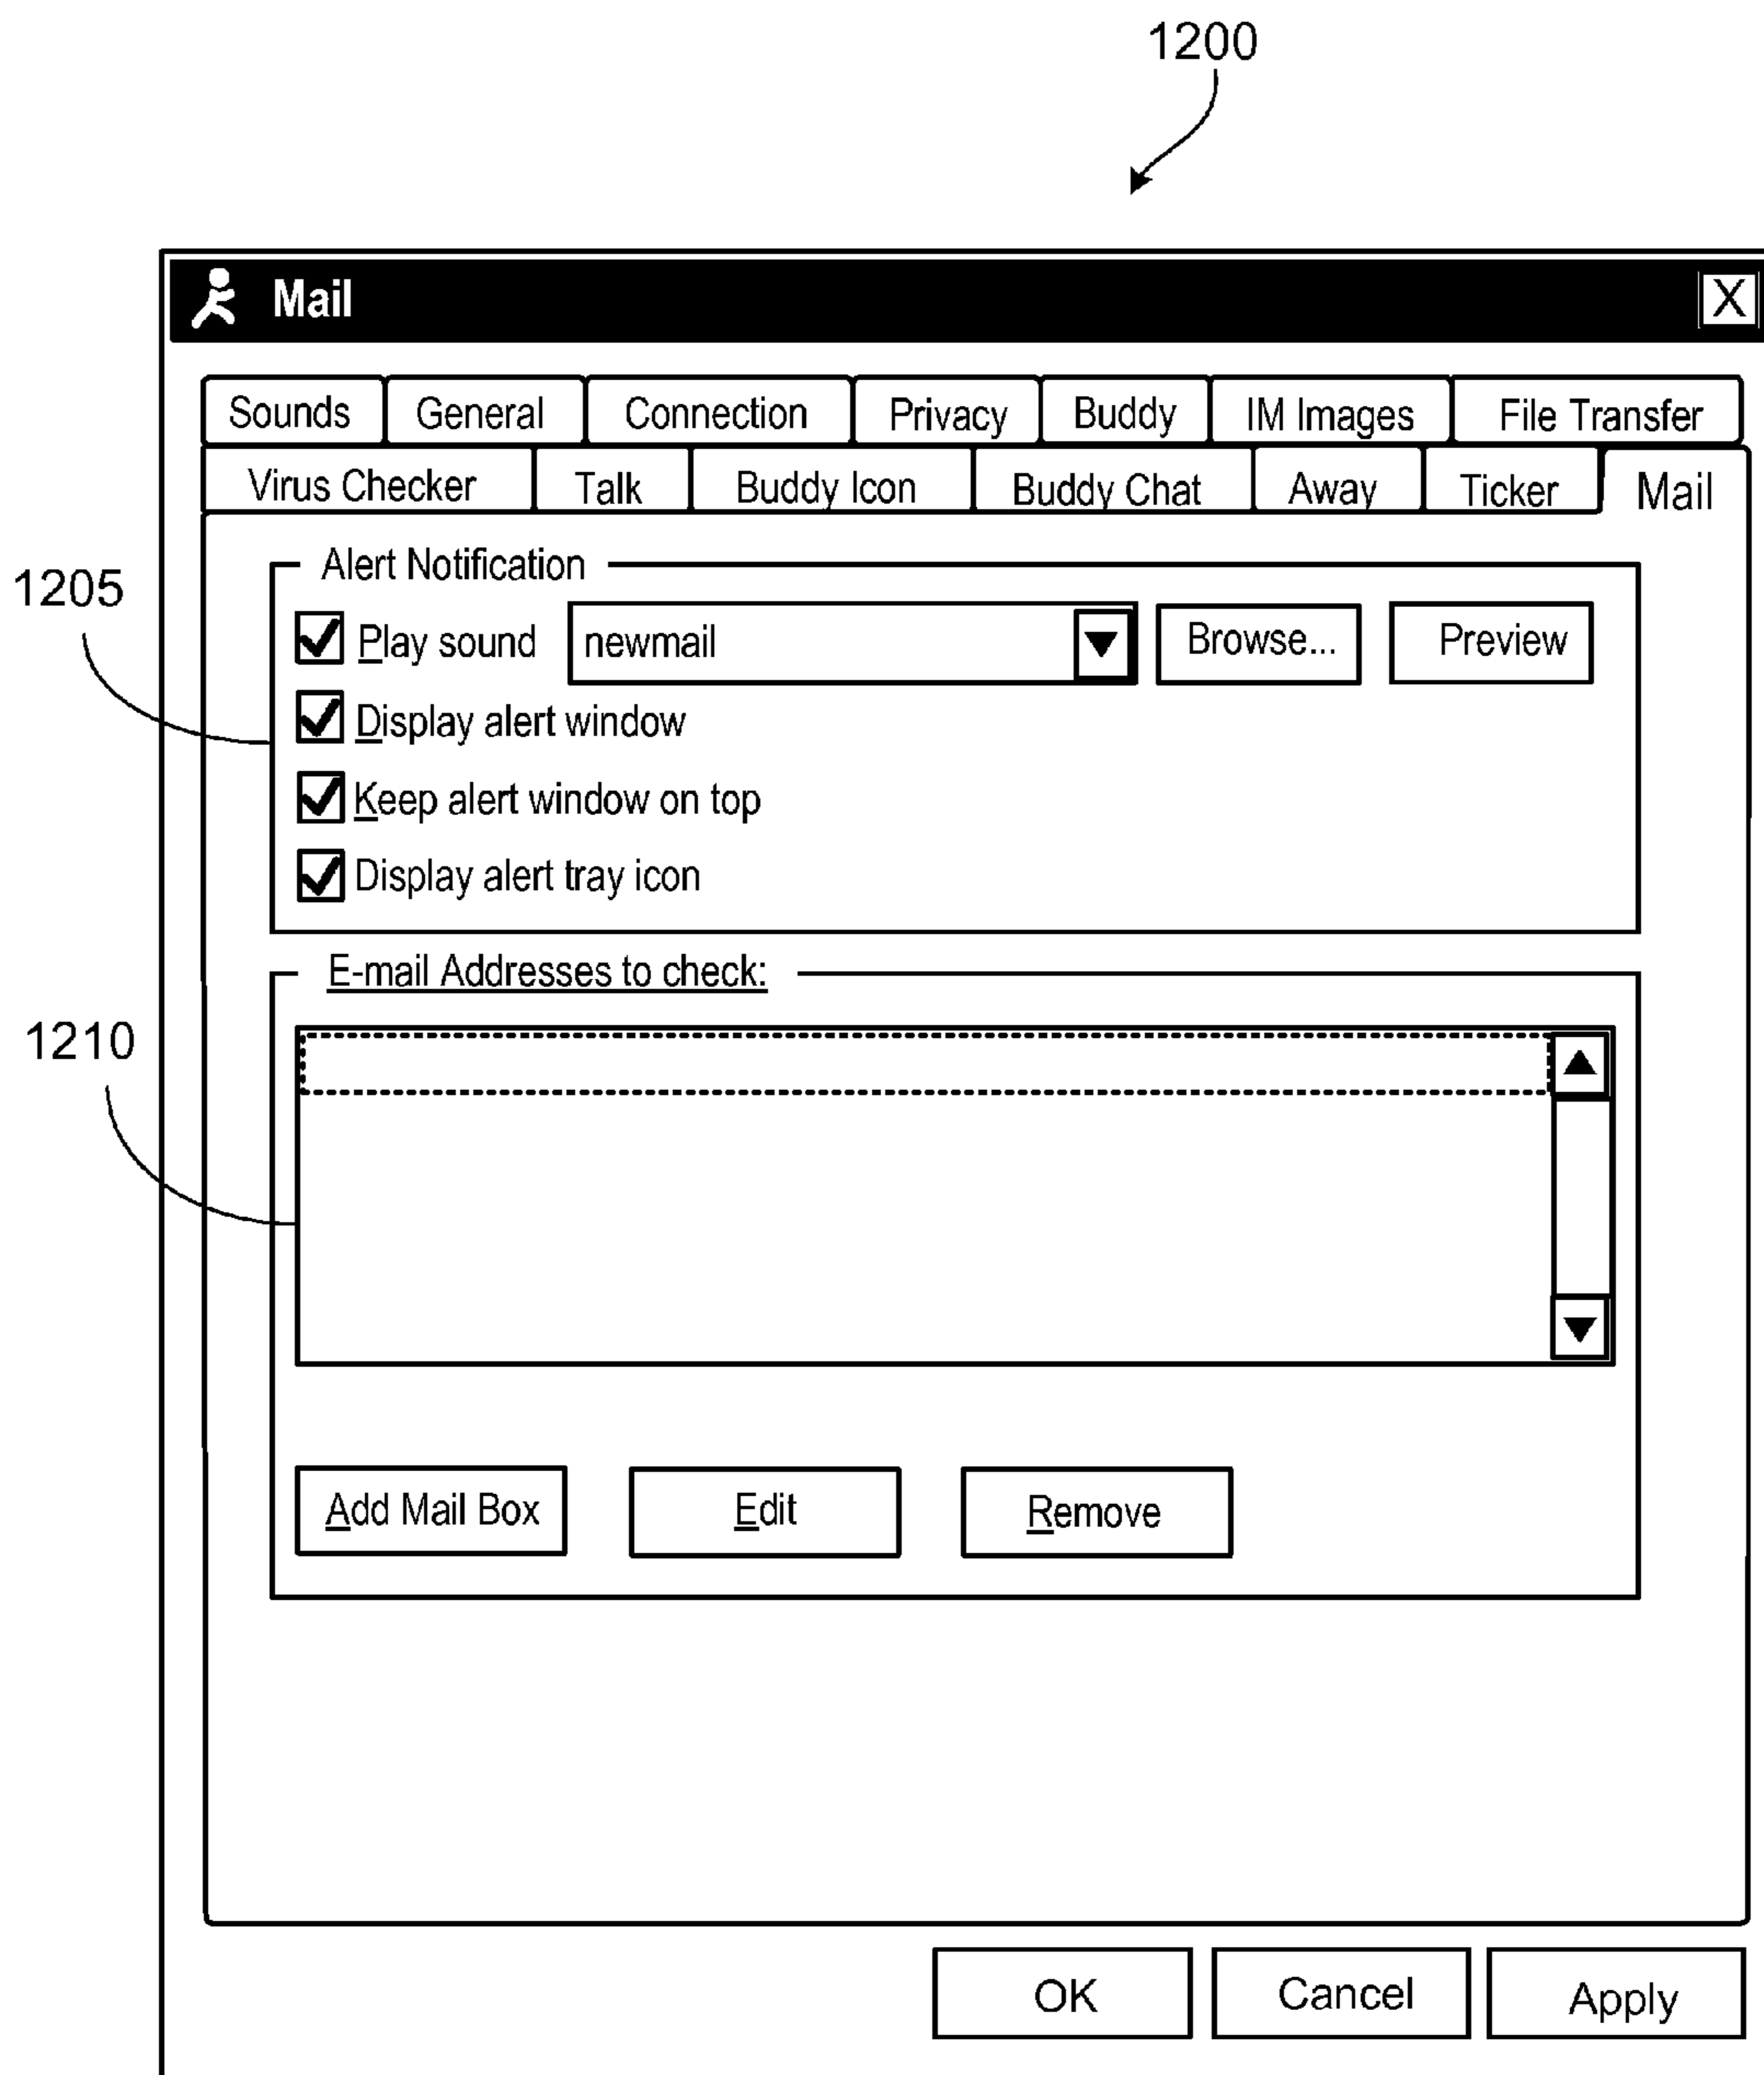 1200
Mail X
Sounds General Connection Privacy Buddy IM Images File Transfer
Virus Checker Talk Buddy Icon Buddy Chat Away Ticker Mail
Alert Notification
1205
Play sound newmail Browse... Preview
Display alert window
Keep alert window on top
Display alert tray icon
E-mail Addresses to check:
1210
Add Mail Box Edit Remove
OK Cancel Apply